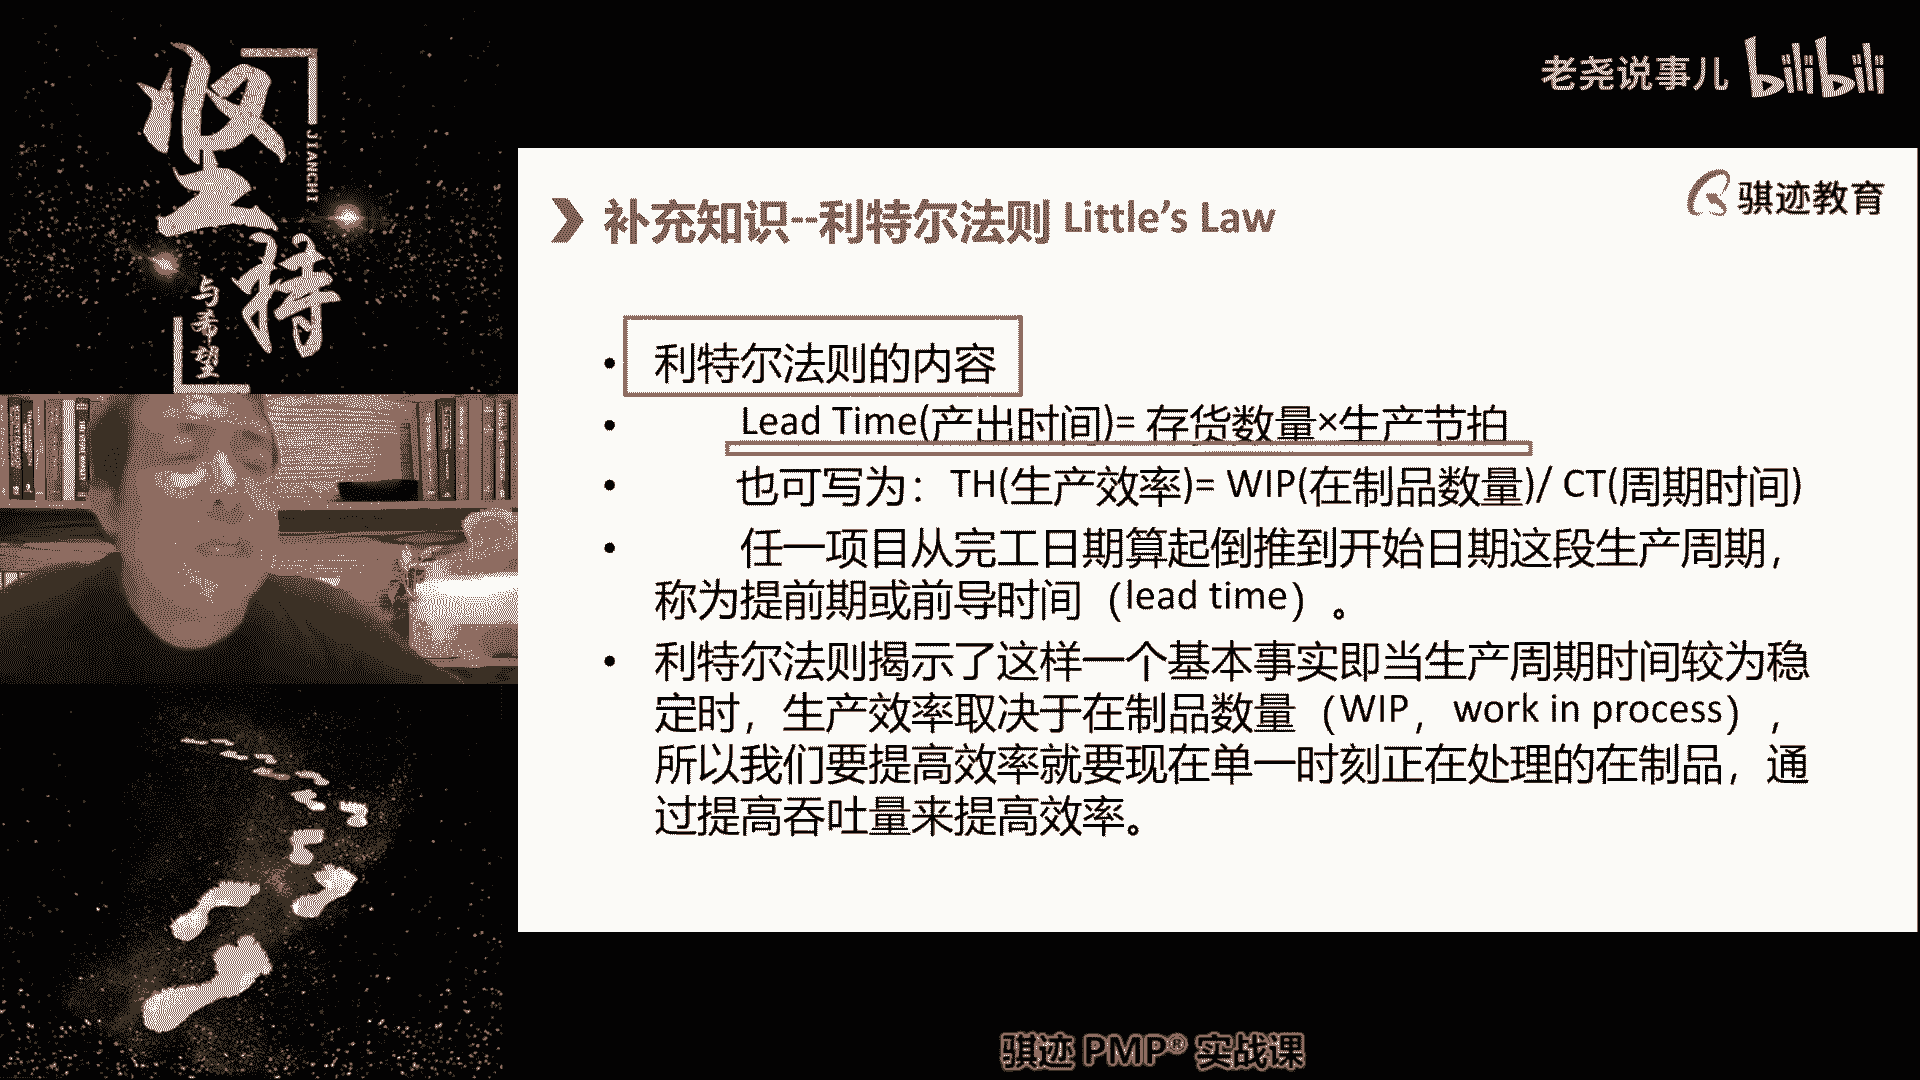 坚持
JIANCHI
与希望
老尧说事儿 bilibili
骐迹教育
补充知识--利特尔法则 Little's Law
• 利特尔法则的内容
• Lead Time(产出时间)= 存货数量×生产节拍
• 也可写为：TH(生产效率)= WIP(在制品数量)/ CT(周期时间)
• 任一项目从完工日期算起倒推到开始日期这段生产周期，
称为提前期或前导时间（lead time）。
• 利特尔法则揭示了这样一个基本事实即当生产周期时间较为稳
定时，生产效率取决于在制品数量（WIP，work in process），
所以我们要提高效率就要现在单一时刻正在处理的在制品，通
过提高吞吐量来提高效率。
骐迹 PMP® 实战课